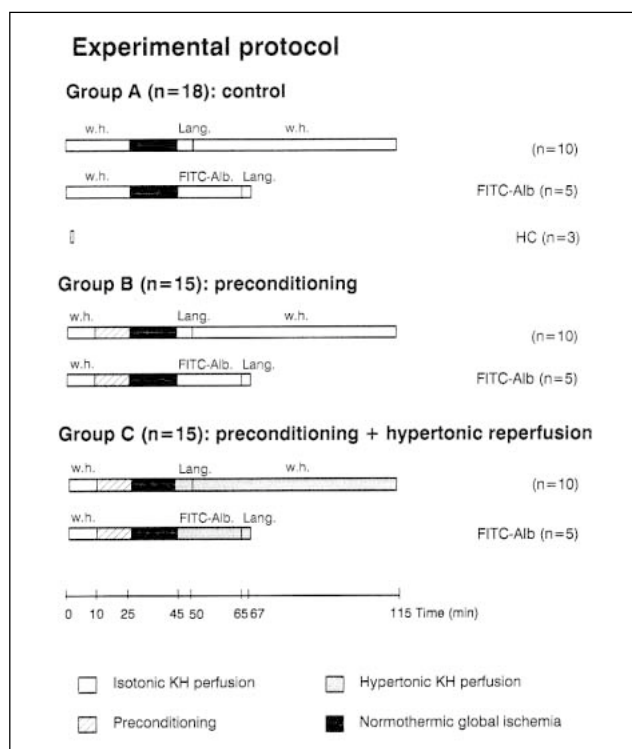 Experimental protocol
Group A (n=18): control
w.h. Lang. w.h.
(n=10)
w.h. FITC-Alb. Lang.
FITC-Alb (n=5)
HC (n=3)
Group B (n=15): preconditioning
w.h. Lang. w.h.
(n=10)
w.h. FITC-Alb. Lang.
FITC-Alb (n=5)
Group C (n=15): preconditioning + hypertonic reperfusion
w.h. Lang. w.h.
(n=10)
w.h. FITC-Alb. Lang.
FITC-Alb (n=5)
0 10 25 45 50 65 67 115 Time (min)
Isotonic KH perfusion Hypertonic KH perfusion
Preconditioning Normothermic global ischemia